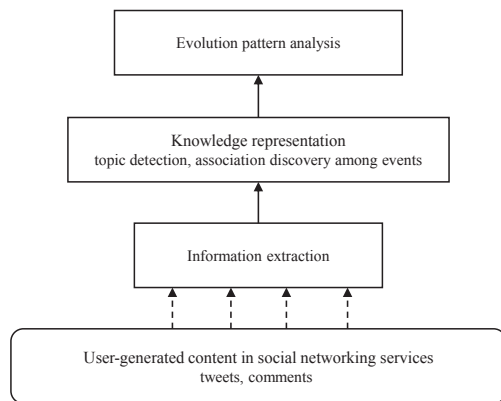 Evolution pattern analysis
Knowledge representation
topic detection, association discovery among events
Information extraction
User-generated content in social networking services
tweets, comments